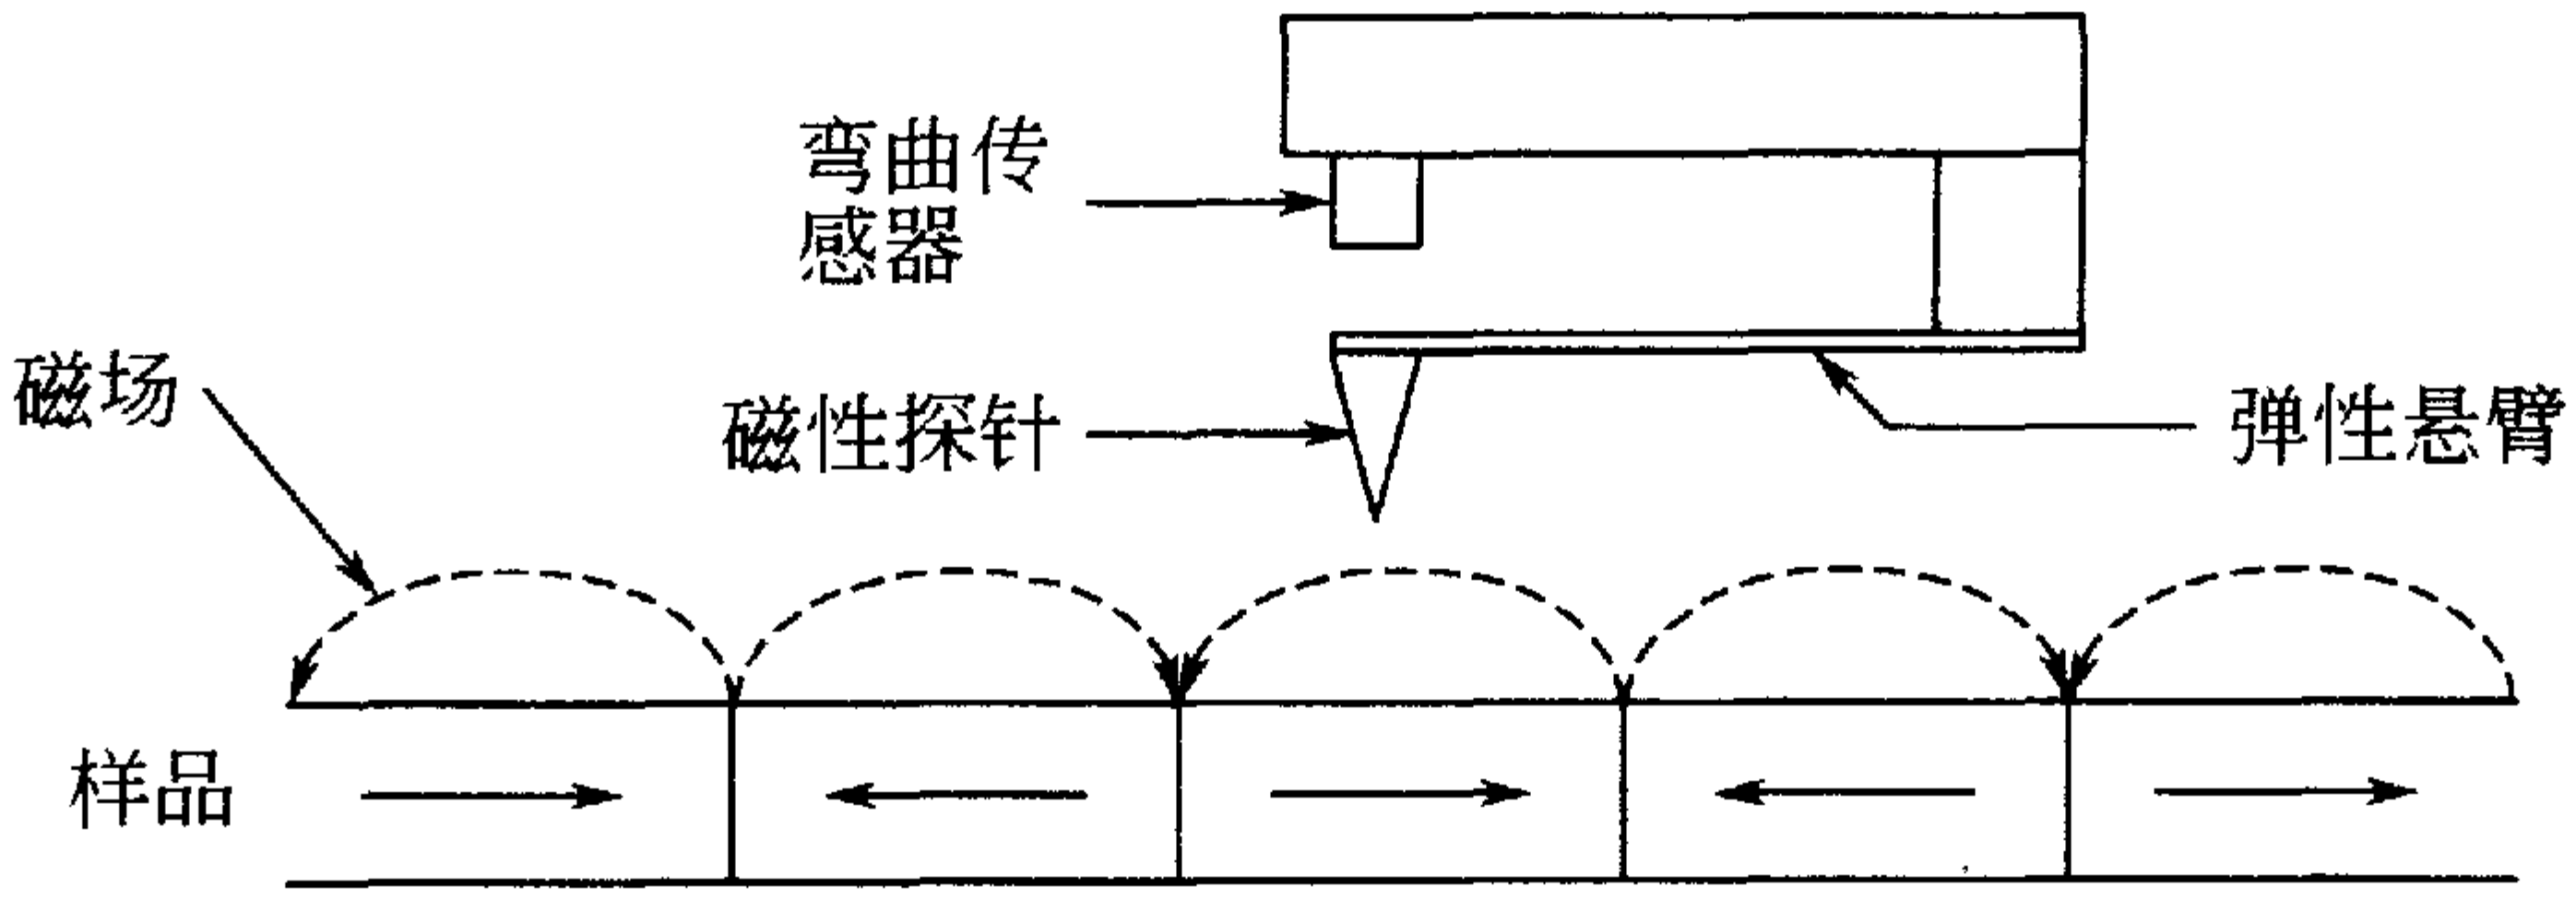 弯曲传
感器
磁场
磁性探针
弹性悬臂
样品